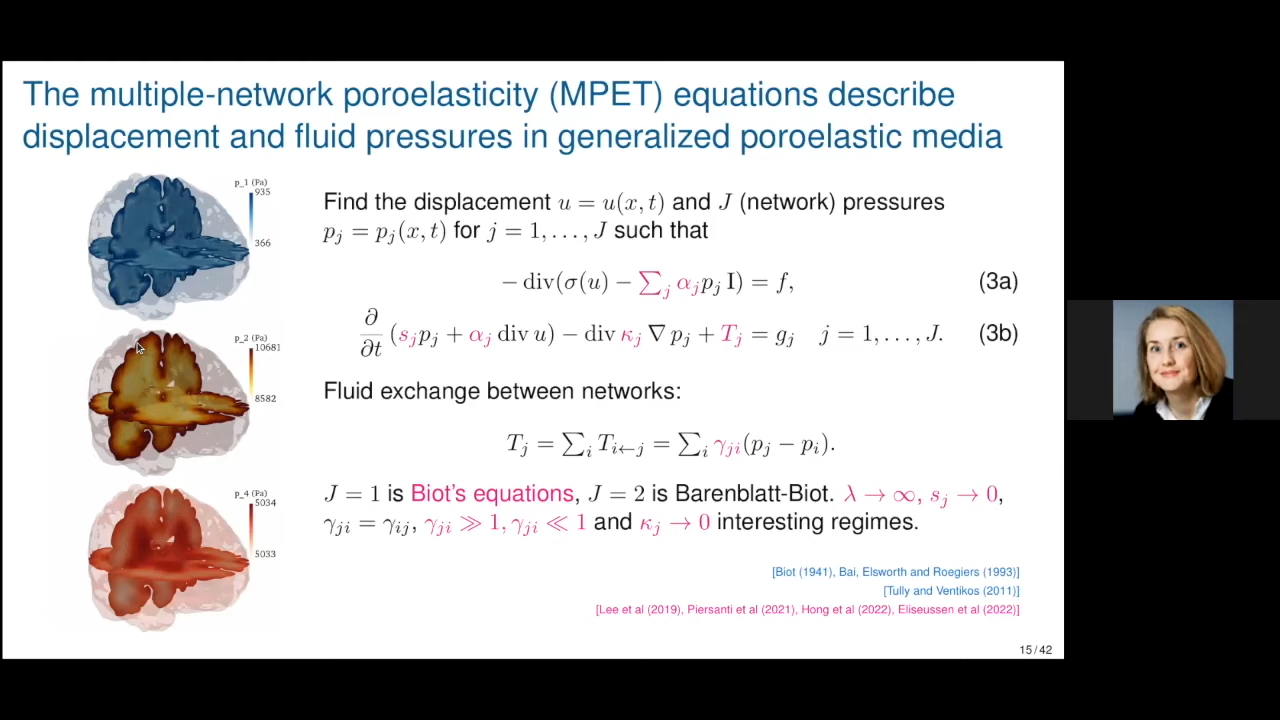 The multiple-network poroelasticity (MPET) equations describe
displacement and fluid pressures in generalized poroelastic media
p_1 (Pa)
935
366
p_2 (Pa)
10681
8582
p_4 (Pa)
5034
5033
Find the displacement u = u(x, t) and J (network) pressures
p_j = p_j(x, t) for j = 1, . . . , J such that
− div(σ(u) − ∑_j α_j p_j I) = f, (3a)
∂/∂t (s_j p_j + α_j div u) − div κ_j ∇ p_j + T_j = g_j j = 1, . . . , J. (3b)
Fluid exchange between networks:
T_j = ∑_i T_{i←j} = ∑_i γ_{ji}(p_j − p_i).
J = 1 is Biot's equations, J = 2 is Barenblatt-Biot. λ → ∞, s_j → 0,
γ_{ji} = γ_{ij}, γ_{ji} ≫ 1, γ_{ji} ≪ 1 and κ_j → 0 interesting regimes.
[Biot (1941), Bai, Elsworth and Roegiers (1993)]
[Tully and Ventikos (2011)]
[Lee et al (2019), Piersanti et al (2021), Hong et al (2022), Eliseussen et al (2022)]
15 / 42